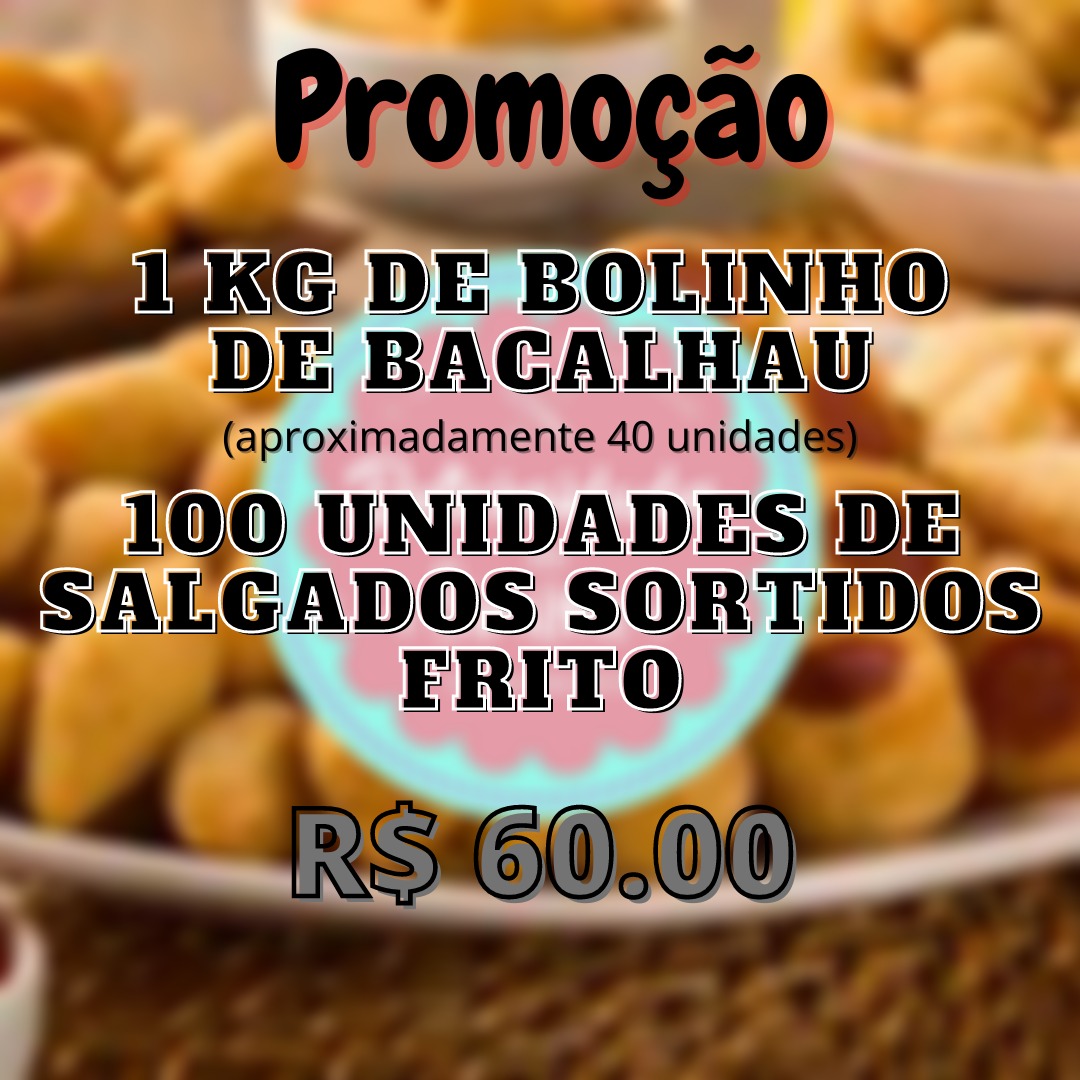 Promoção
1 KG DE BOLINHO
DE BACALHAU
(aproximadamente 40 unidades)
100 UNIDADES DE
SALGADOS SORTIDOS
FRITO
R$ 60.00